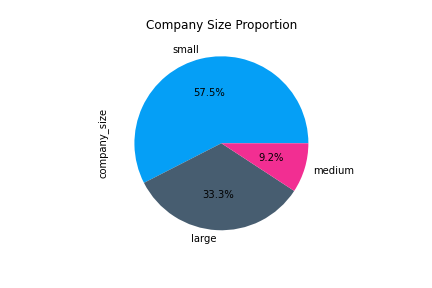 Company Size Proportion
small
57.5%
company_size
9.2%
medium
33.3%
large